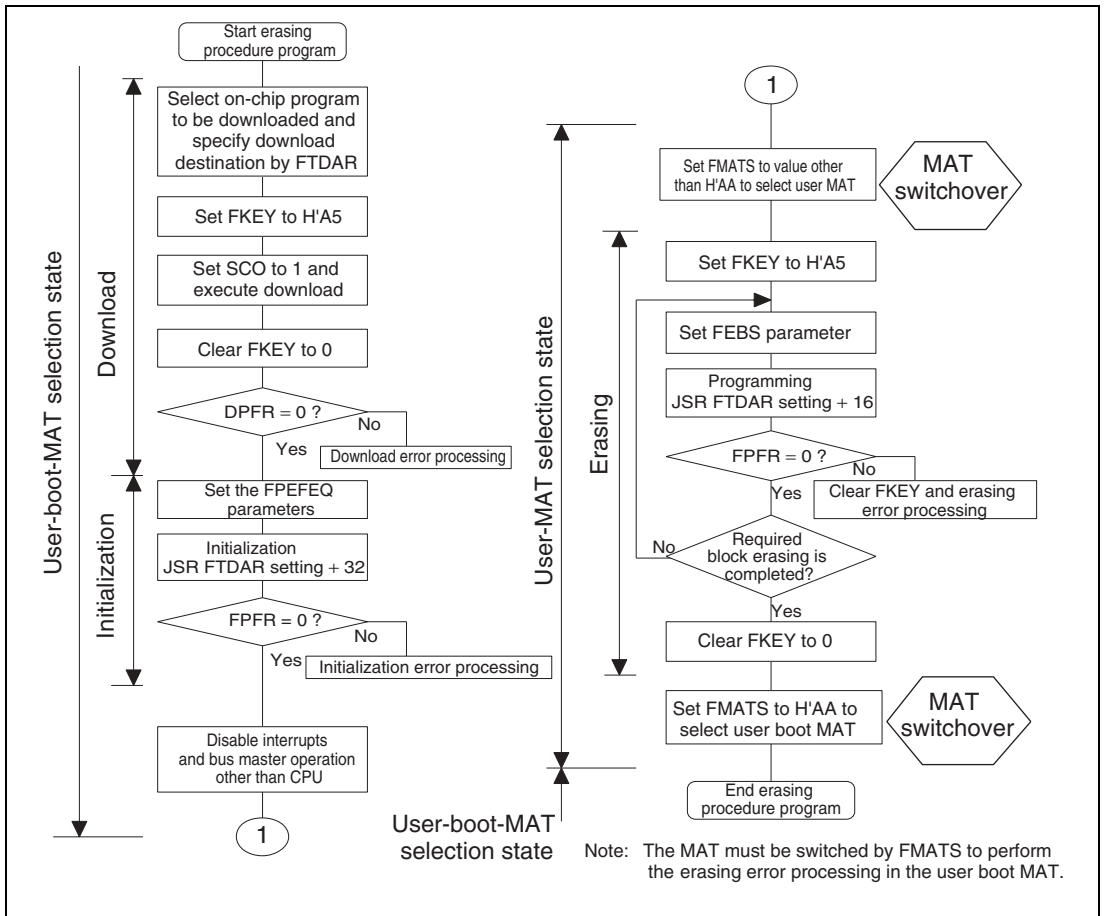 Start erasing
procedure program
User-boot-MAT selection state
Download
Select on-chip program
to be downloaded and
specify download
destination by FTDAR
Set FKEY to H'A5
Set SCO to 1 and
execute download
Clear FKEY to 0
DPFR = 0 ?
No
Yes
Download error processing
Initialization
Set the FPEFEQ
parameters
Initialization
JSR FTDAR setting + 32
FPFR = 0 ?
No
Yes
Initialization error processing
Disable interrupts
and bus master operation
other than CPU
1
1
User-MAT selection state
Set FMATS to value other
than H'AA to select user MAT
MAT
switchover
Erasing
Set FKEY to H'A5
Set FEBS parameter
Programming
JSR FTDAR setting + 16
FPFR = 0 ?
No
Yes
Clear FKEY and erasing
error processing
No
Required
block erasing is
completed?
Yes
Clear FKEY to 0
Set FMATS to H'AA to
select user boot MAT
MAT
switchover
End erasing
procedure program
User-boot-MAT
selection state
Note: The MAT must be switched by FMATS to perform
the erasing error processing in the user boot MAT.